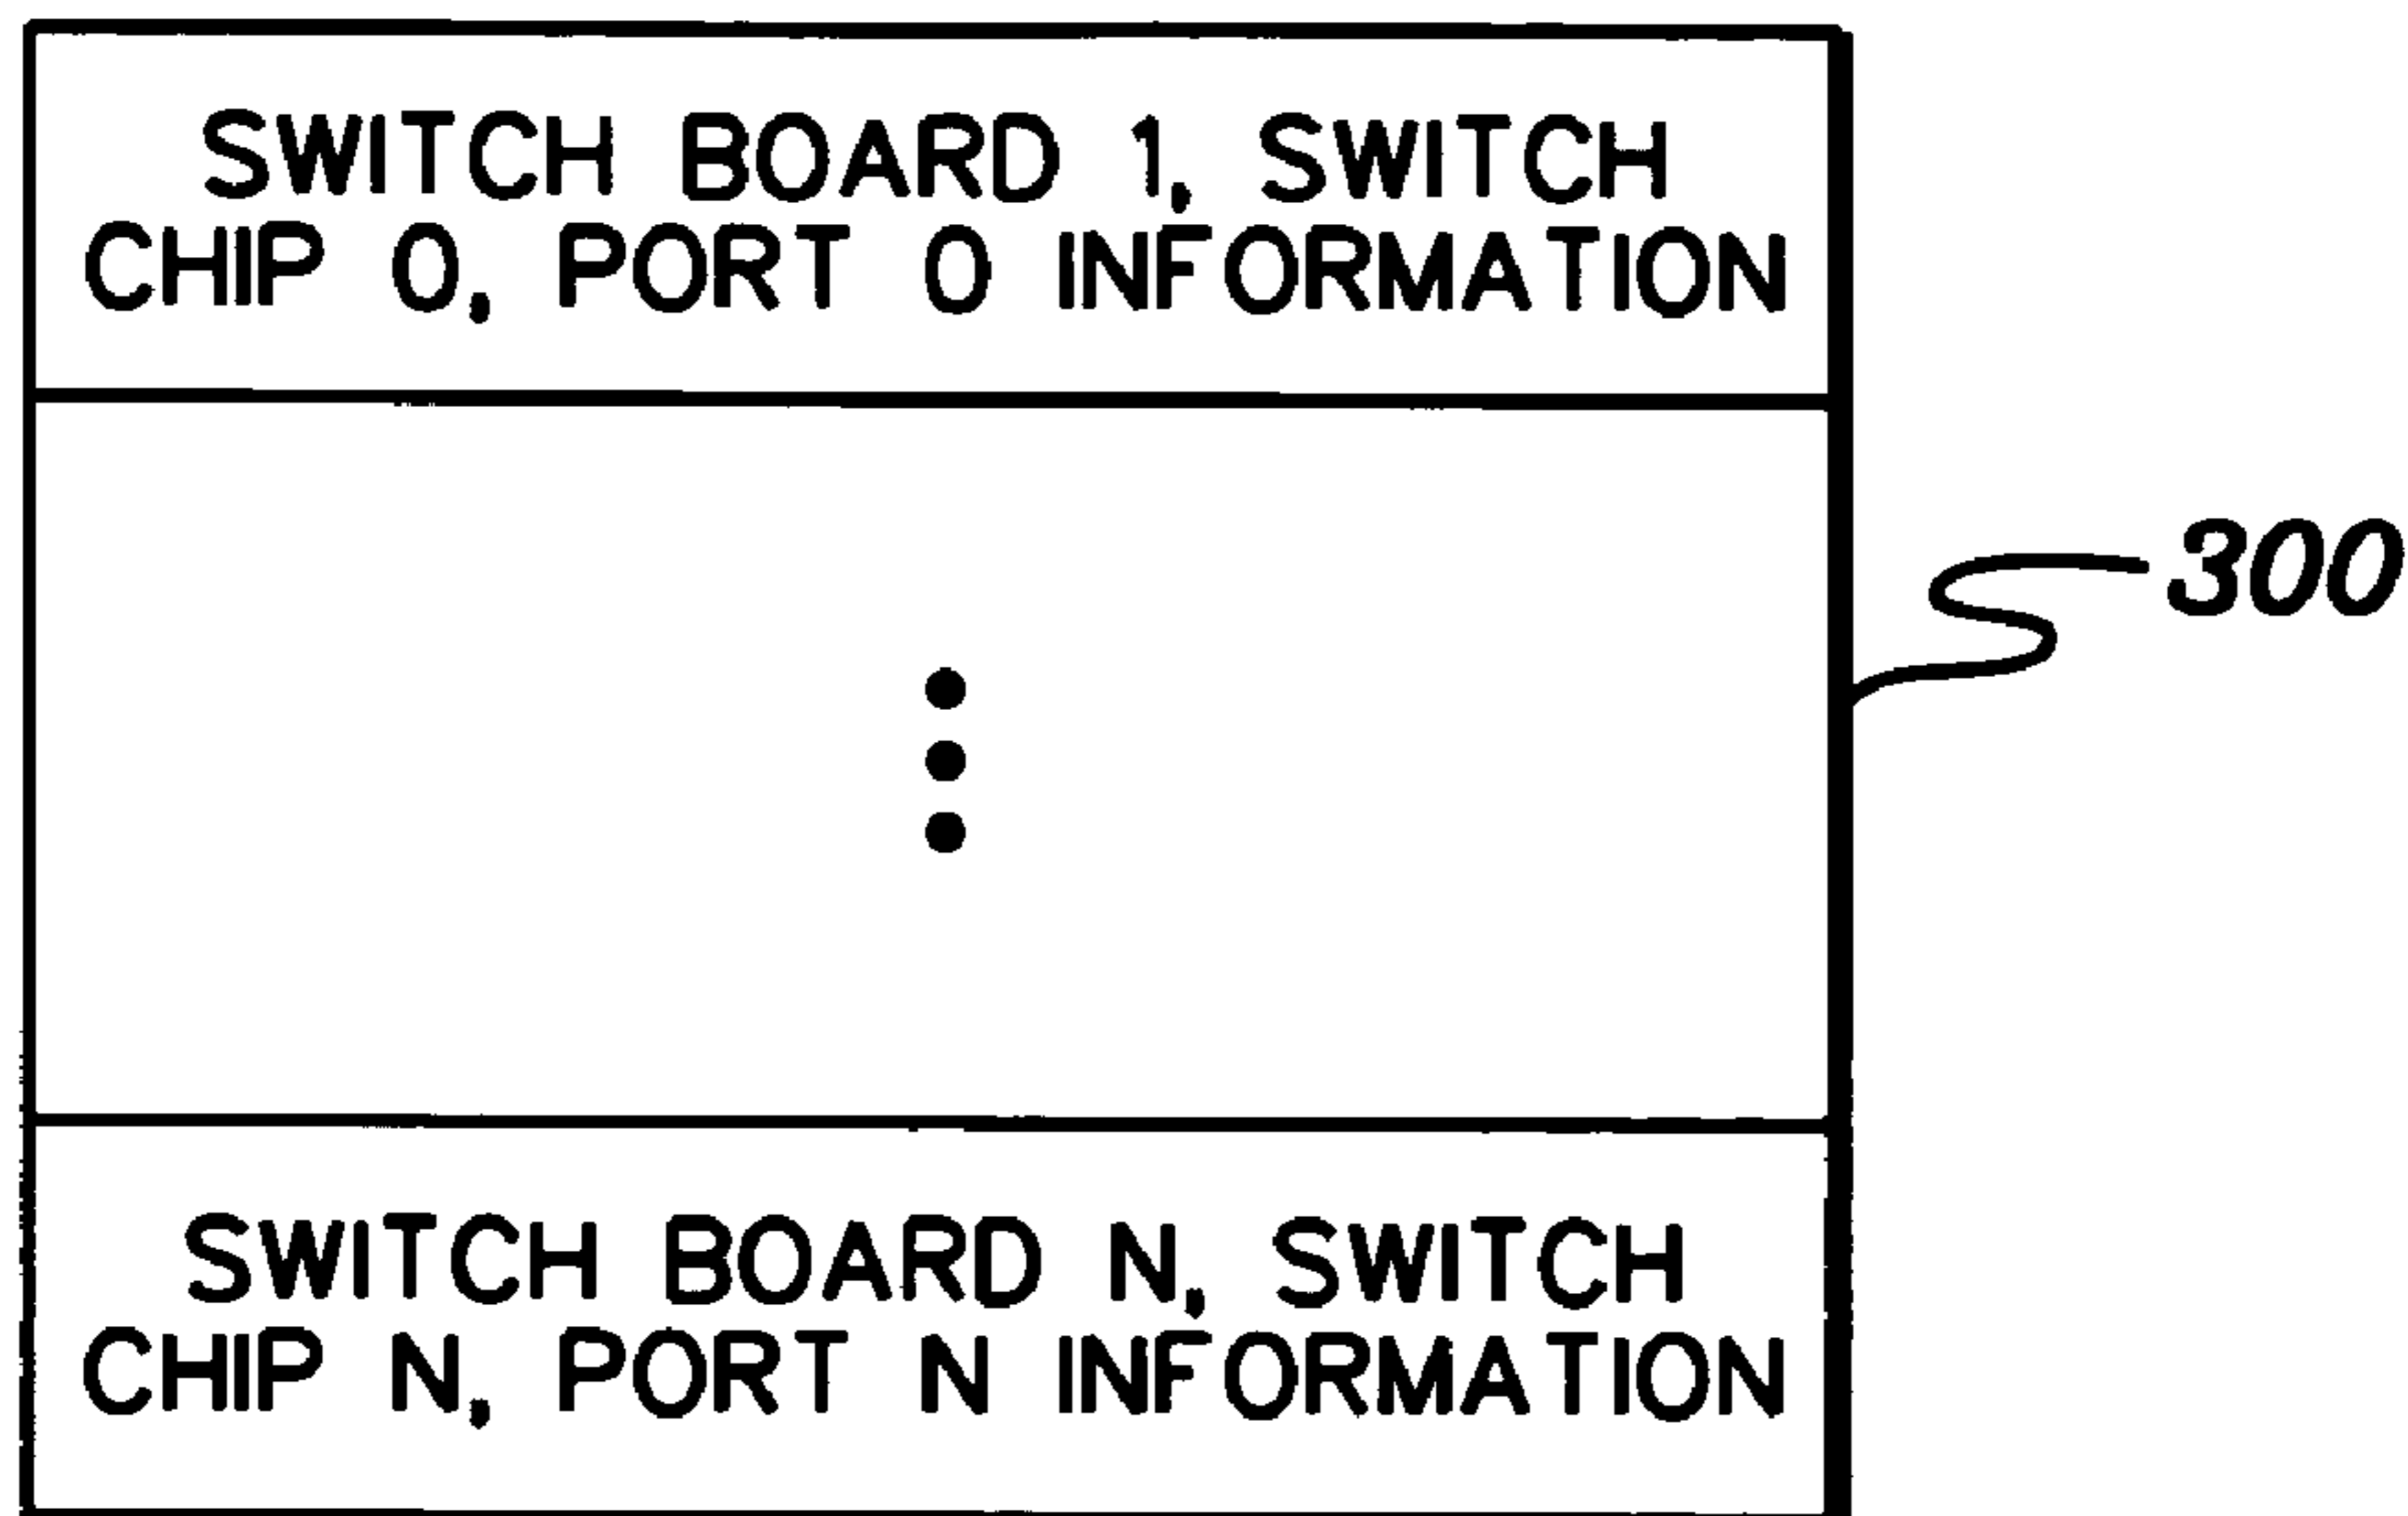 SWITCH BOARD 1, SWITCH
CHIP 0, PORT 0 INFORMATION
300
SWITCH BOARD N, SWITCH
CHIP N, PORT N INFORMATION